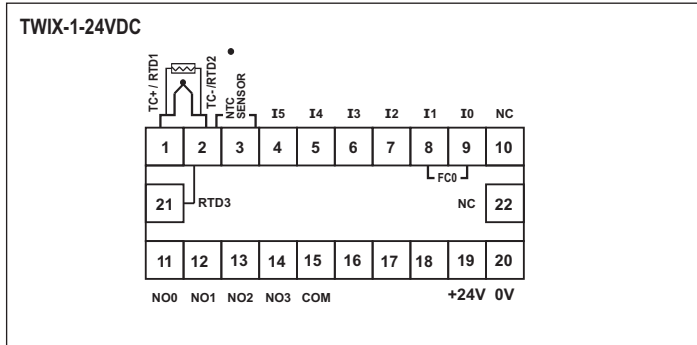 TWIX-1-24VDC
TC+ / RTD1
TC-/RTD2
NTC
SENSOR
I5 I4 I3 I2 I1 I0 NC
1 2 3 4 5 6 7 8 9 10
FC0
21 RTD3 NC 22
11 12 13 14 15 16 17 18 19 20
NO0 NO1 NO2 NO3 COM +24V 0V